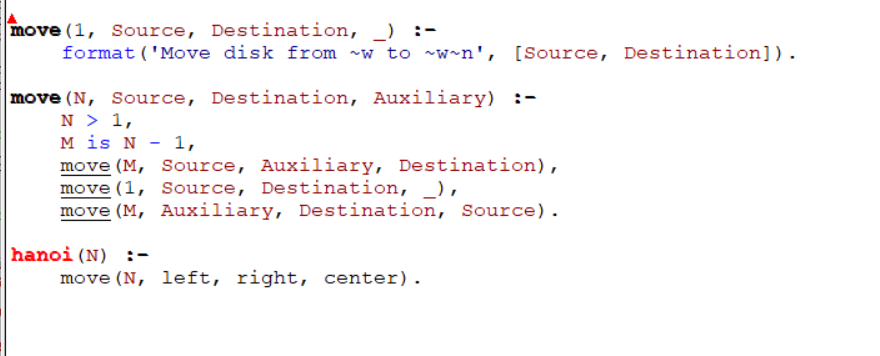 move(1, Source, Destination, _) :-
    format('Move disk from ~w to ~w~n', [Source, Destination]).
move(N, Source, Destination, Auxiliary) :-
    N > 1,
    M is N - 1,
    move(M, Source, Auxiliary, Destination),
    move(1, Source, Destination, _),
    move(M, Auxiliary, Destination, Source).
hanoi(N) :-
    move(N, left, right, center).